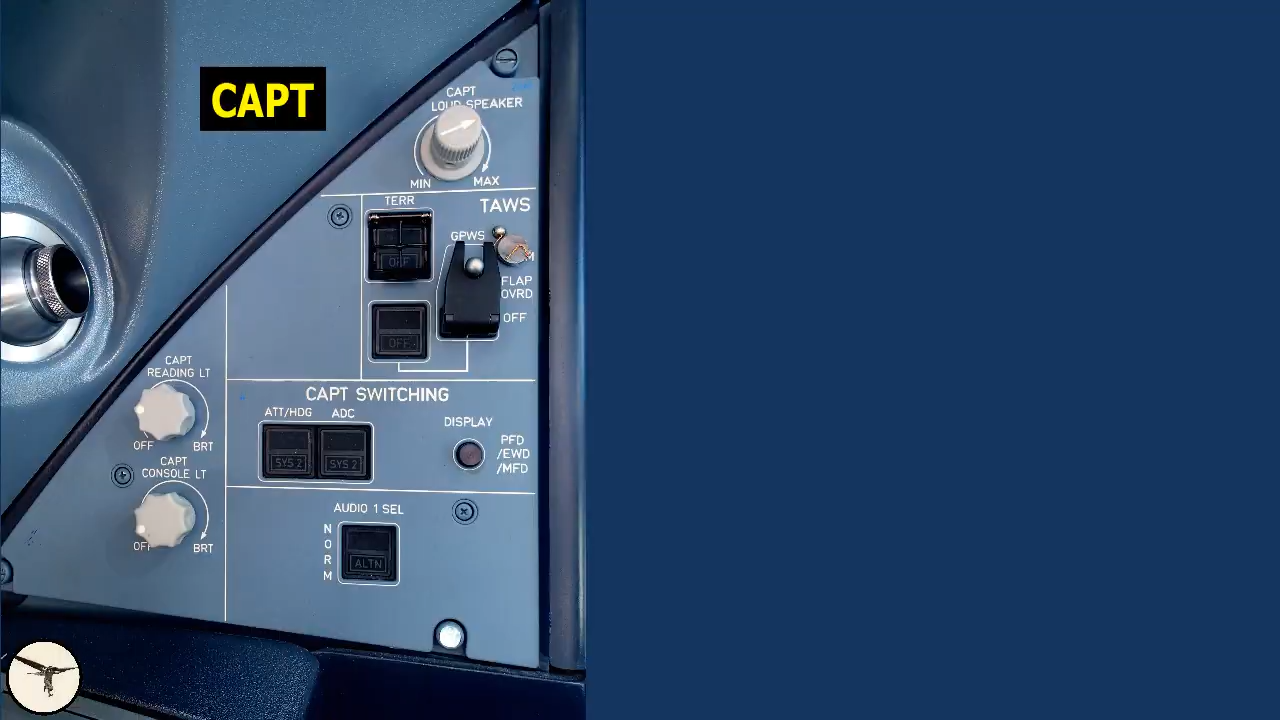 CAPT
CAPT
LOUD SPEAKER
MIN MAX
TERR
TAWS
GPWS
OFF
FLAP
OVRD
OFF
OFF
CAPT
READING LT
OFF BRT
CAPT
CONSOLE LT
OFF BRT
CAPT SWITCHING
ATT/HDG ADC
SYS 2 SYS 2
DISPLAY
PFD
/EWD
/MFD
AUDIO 1 SEL
NORM
ALTN